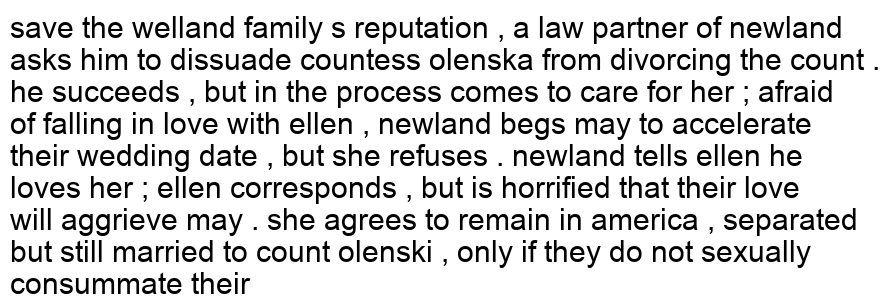 save the welland family s reputation , a law partner of newland
asks him to dissuade countess olenska from divorcing the count .
he succeeds , but in the process comes to care for her ; afraid
of falling in love with ellen , newland begs may to accelerate
their wedding date , but she refuses . newland tells ellen he
loves her ; ellen corresponds , but is horrified that their love
will aggrieve may . she agrees to remain in america , separated
but still married to count olenski , only if they do not sexually
consummate their